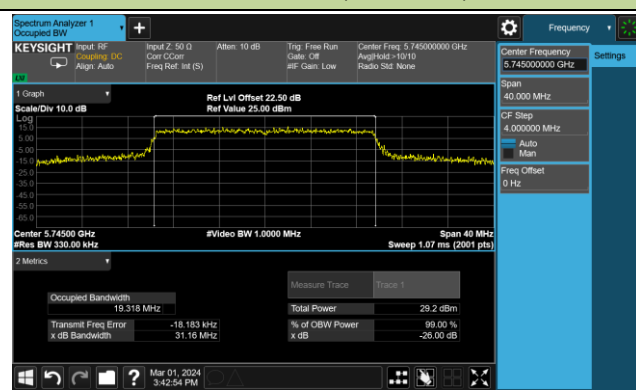 Spectrum Analyzer 1
Occupied BW
Frequency
KEYSIGHT
Input: RF
Coupling: DC
Align: Auto
Input Z: 50 Ω
Corr CCorr
Freq Ref: Int (S)
Atten: 10 dB
Trig: Free Run
Gate: Off
#IF Gain: Low
Center Freq: 5.745000000 GHz
Avg|Hold:>10/10
Radio Std: None
Center Frequency
5.745000000 GHz
Settings
Span
40.000 MHz
CF Step
4.000000 MHz
Auto
Man
Freq Offset
0 Hz
1 Graph
Scale/Div 10.0 dB
Ref Lvl Offset 22.50 dB
Ref Value 25.00 dBm
Log
15.0
5.00
-5.00
-15.0
-25.0
-35.0
-45.0
-55.0
-65.0
Center 5.74500 GHz
#Video BW 1.0000 MHz
Span 40 MHz
#Res BW 330.00 kHz
Sweep 1.07 ms (2001 pts)
2 Metrics
Measure Trace
Trace 1
Occupied Bandwidth
19.318 MHz
Total Power
29.2 dBm
Transmit Freq Error
-18.183 kHz
% of OBW Power
99.00 %
x dB Bandwidth
31.16 MHz
x dB
-26.00 dB
Mar 01, 2024
3:42:54 PM